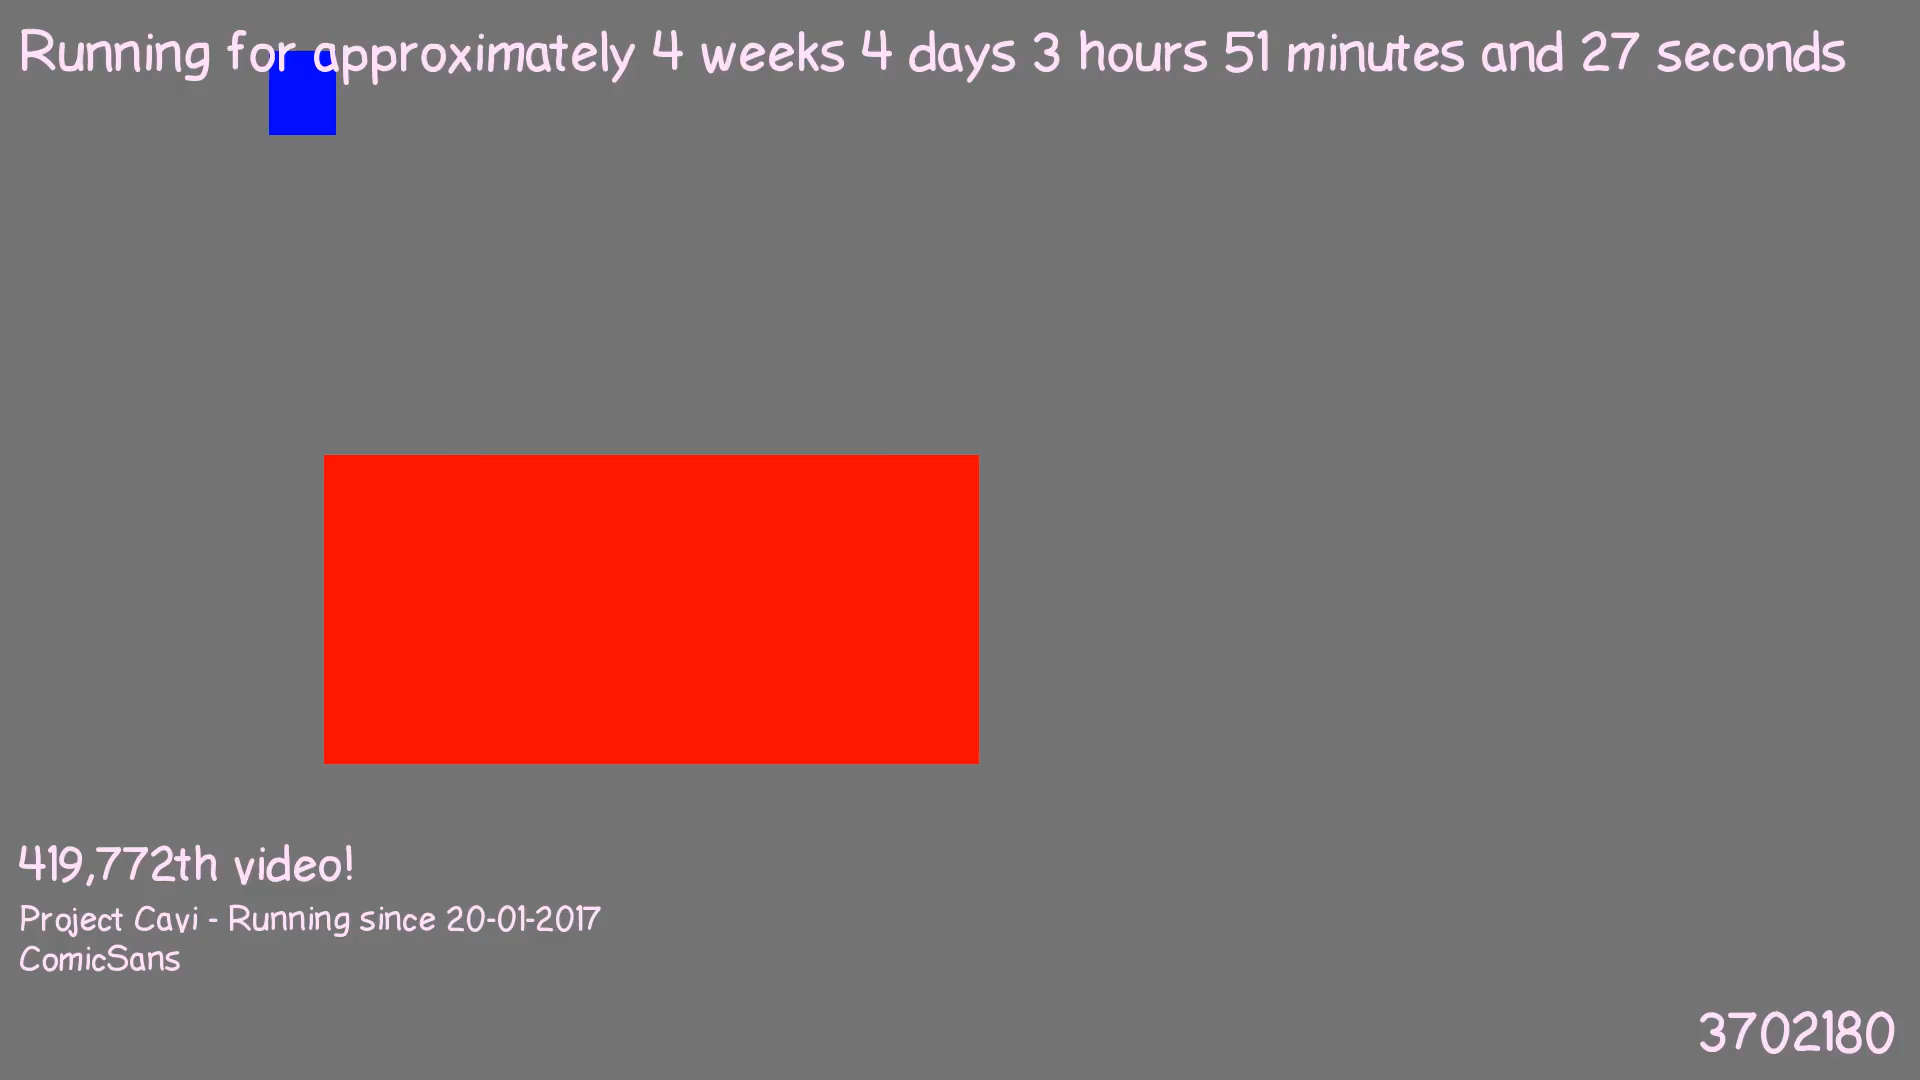 Running for approximately 4 weeks 4 days 3 hours 51 minutes and 27 seconds
419,772th video!
Project Cavi - Running since 20-01-2017
ComicSans
3702180